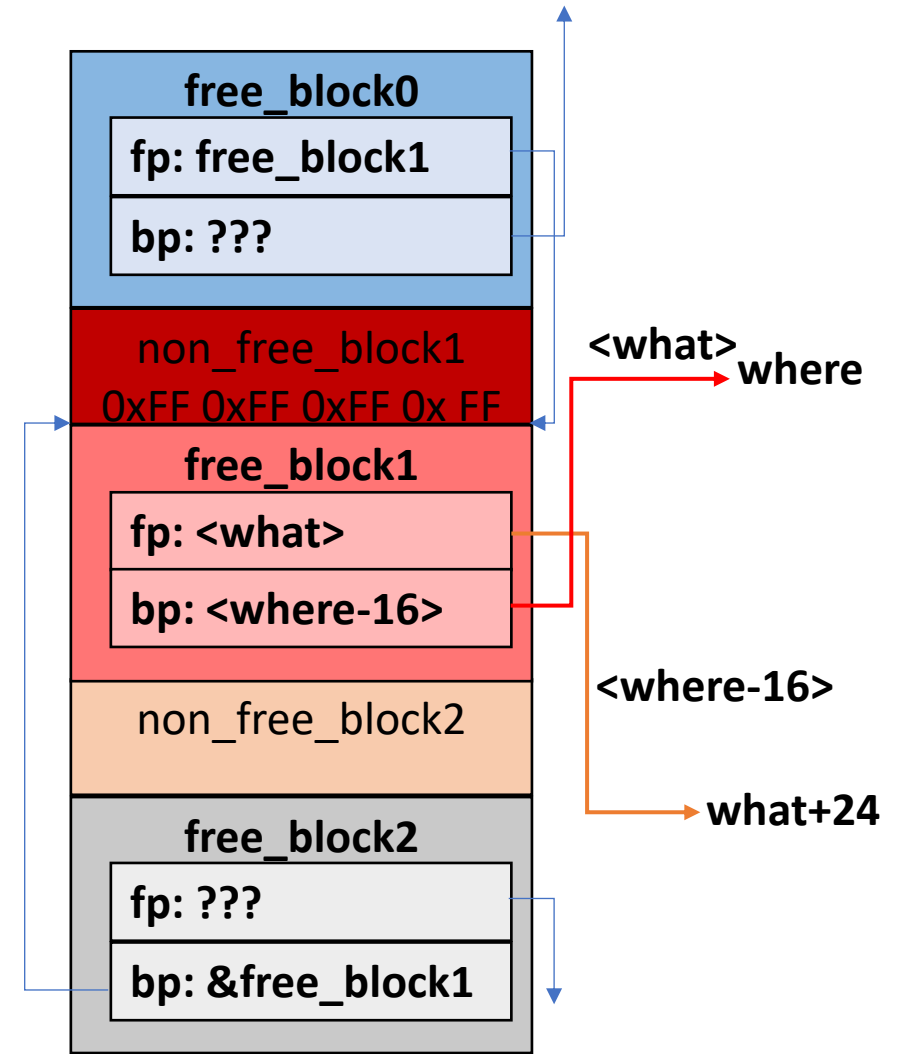 free_block0
fp: free_block1
bp: ???
non_free_block1
0xFF 0xFF 0xFF 0x FF
<what>
where
free_block1
fp: <what>
bp: <where-16>
<where-16>
non_free_block2
what+24
free_block2
fp: ???
bp: &free_block1